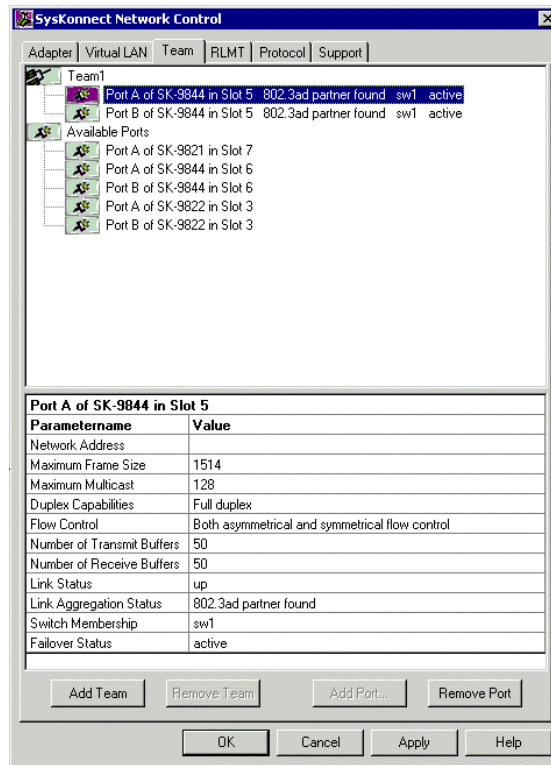 SysKonnect Network Control
Adapter Virtual LAN Team RLMT Protocol Support
Team1
Port A of SK-9844 in Slot 5 802.3ad partner found sw1 active
Port B of SK-9844 in Slot 5 802.3ad partner found sw1 active
Available Ports
Port A of SK-9821 in Slot 7
Port A of SK-9844 in Slot 6
Port B of SK-9844 in Slot 6
Port A of SK-9822 in Slot 3
Port B of SK-9822 in Slot 3
Port A of SK-9844 in Slot 5
Parametername Value
Network Address
Maximum Frame Size 1514
Maximum Multicast 128
Duplex Capabilities Full duplex
Flow Control Both asymmetrical and symmetrical flow control
Number of Transmit Buffers 50
Number of Receive Buffers 50
Link Status up
Link Aggregation Status 802.3ad partner found
Switch Membership sw1
Failover Status active
Add Team Remove Team Add Port... Remove Port
OK Cancel Apply Help